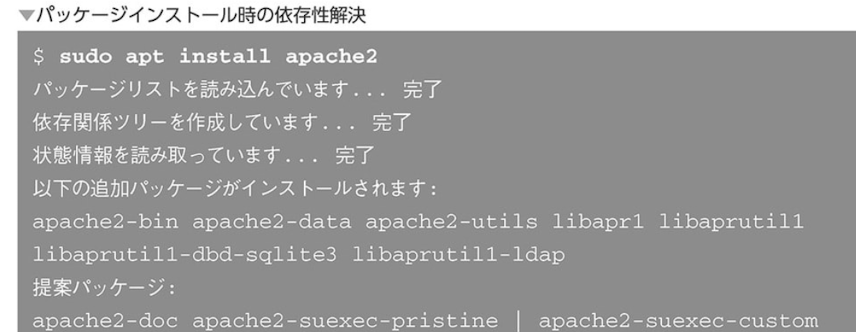 ▼パッケージインストール時の依存性解決
$ sudo apt install apache2
パッケージリストを読み込んでいます... 完了
依存関係ツリーを作成しています... 完了
状態情報を読み取っています... 完了
以下の追加パッケージがインストールされます:
apache2-bin apache2-data apache2-utils libapr1 libaprutil1
libaprutil1-dbd-sqlite3 libaprutil1-ldap
提案パッケージ:
apache2-doc apache2-suexec-pristine | apache2-suexec-custom